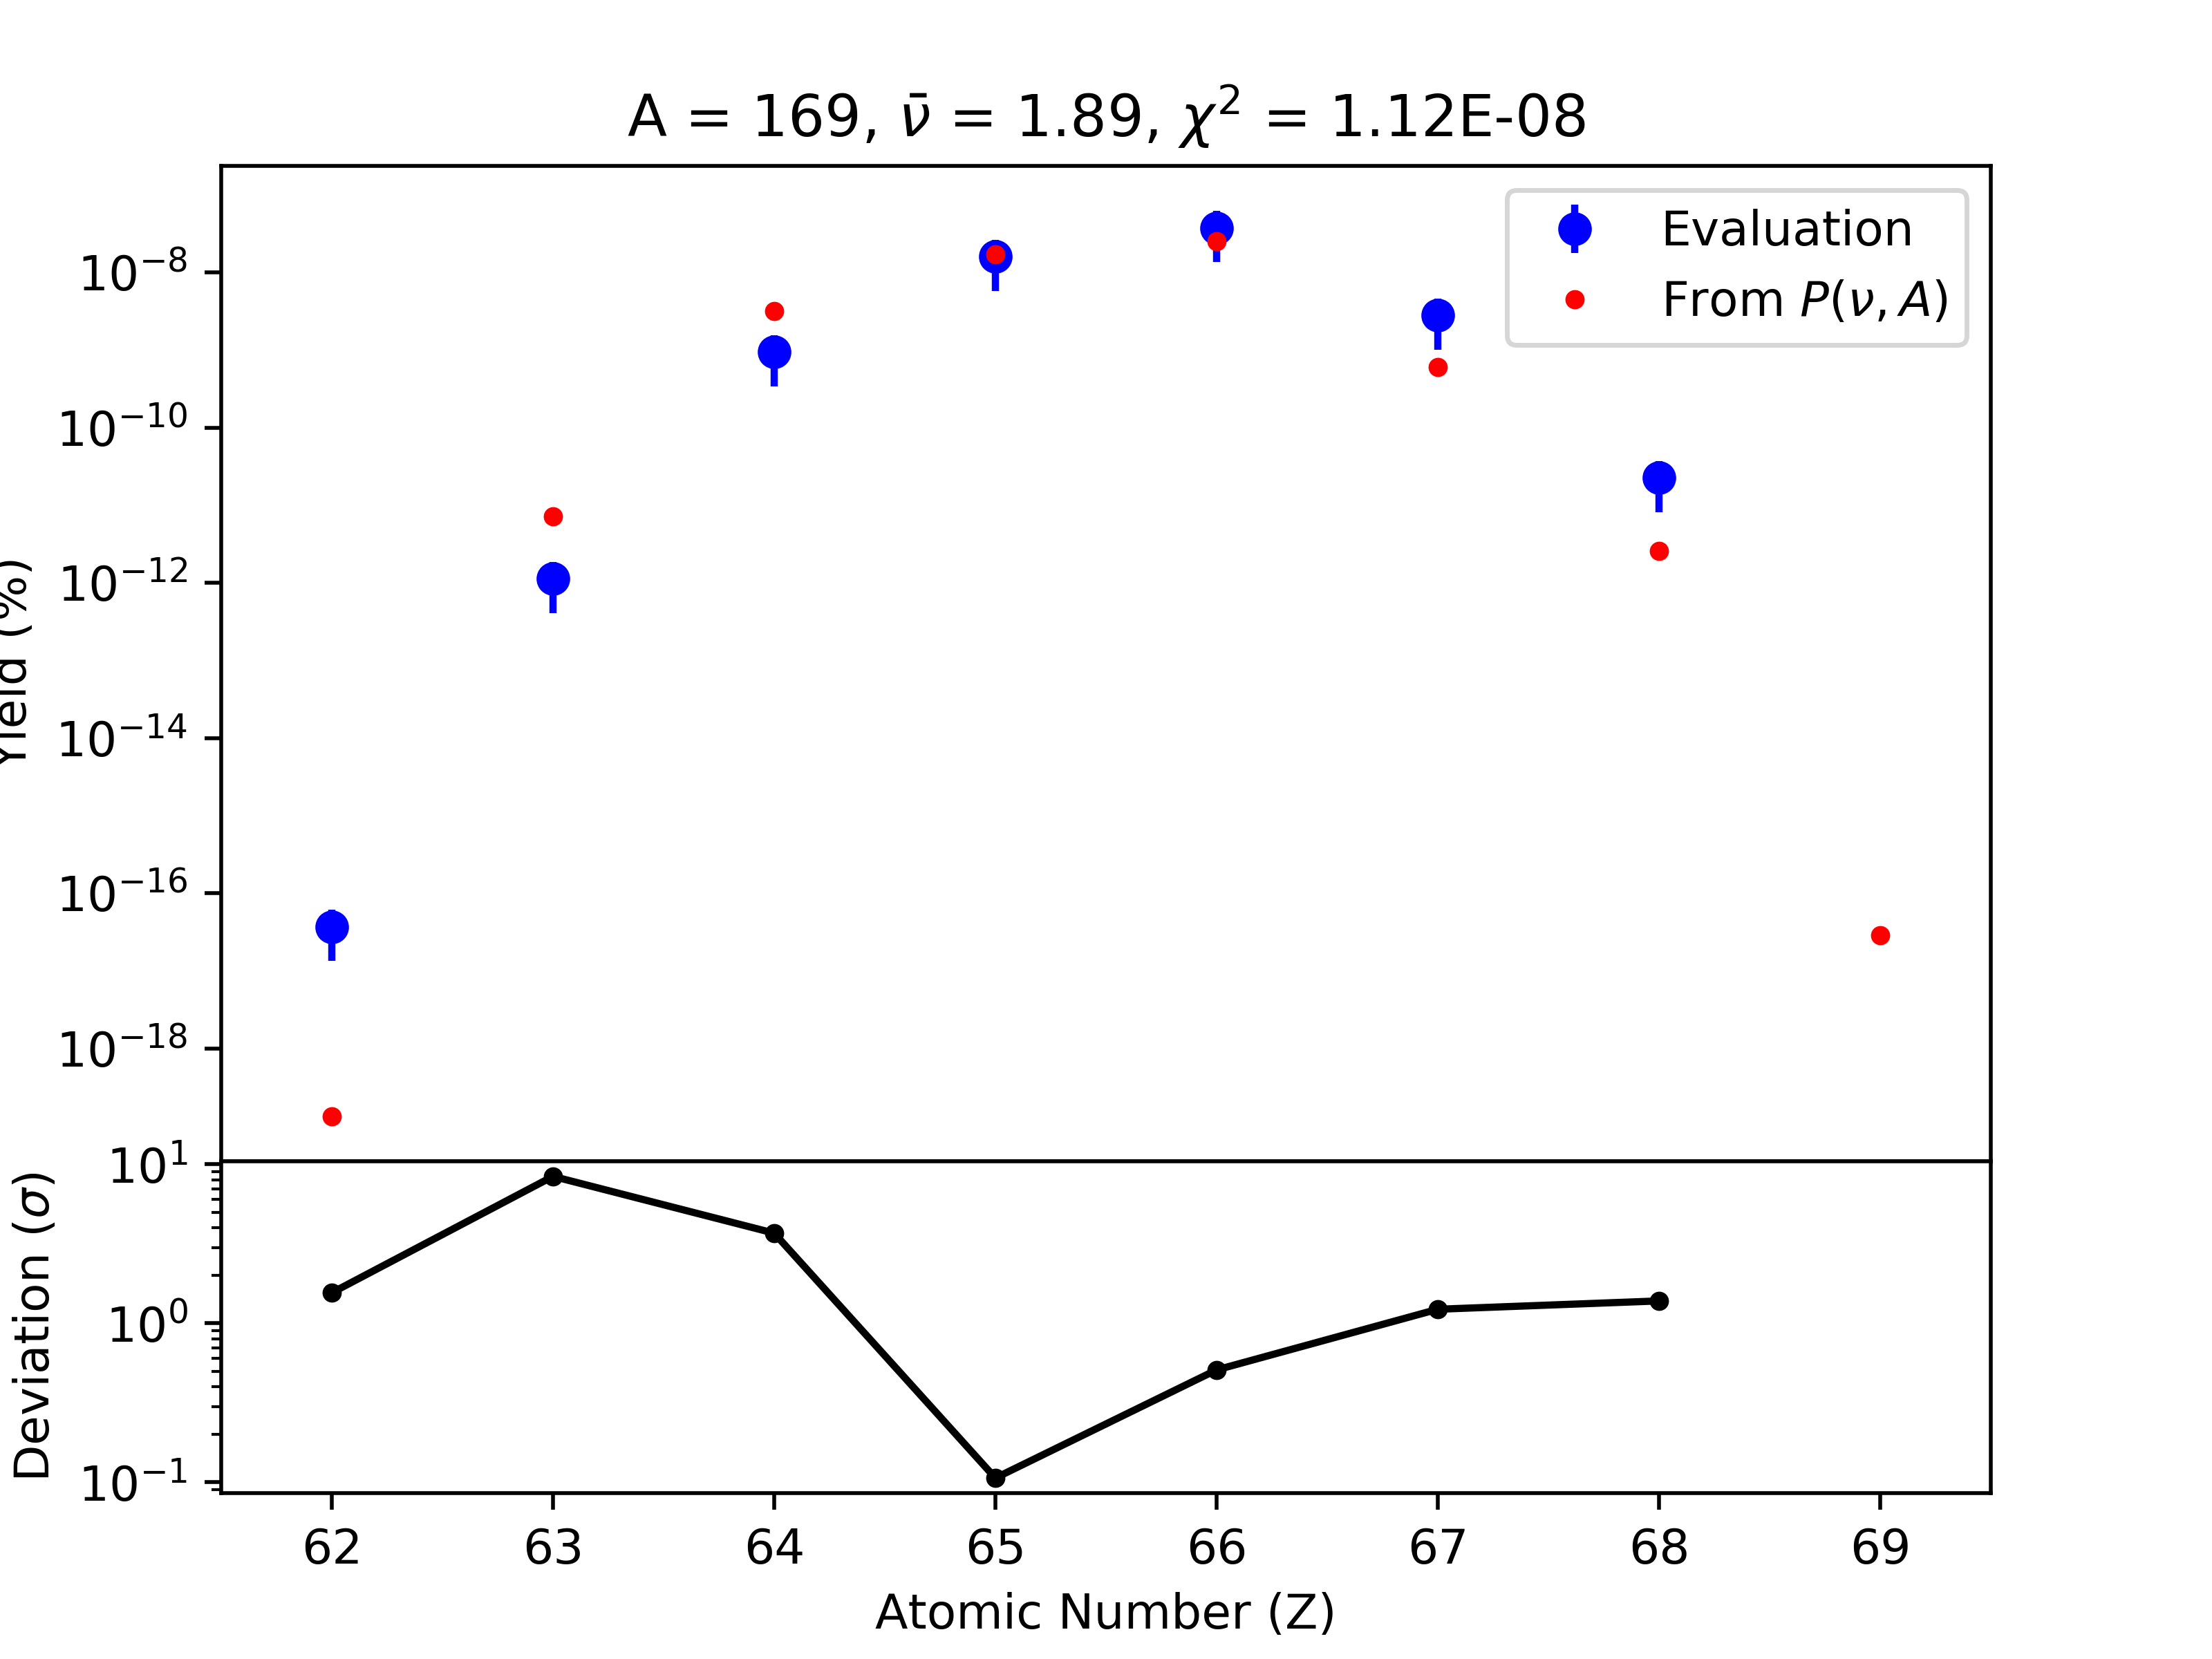 A = 169, ν̄ = 1.89, χ² = 1.12E-08
Evaluation
From P(ν, A)
10⁻⁸
10⁻¹⁰
10⁻¹²
10⁻¹⁴
10⁻¹⁶
10⁻¹⁸
Yield (%)
10¹
10⁰
10⁻¹
Deviation (σ)
62 63 64 65 66 67 68 69
Atomic Number (Z)